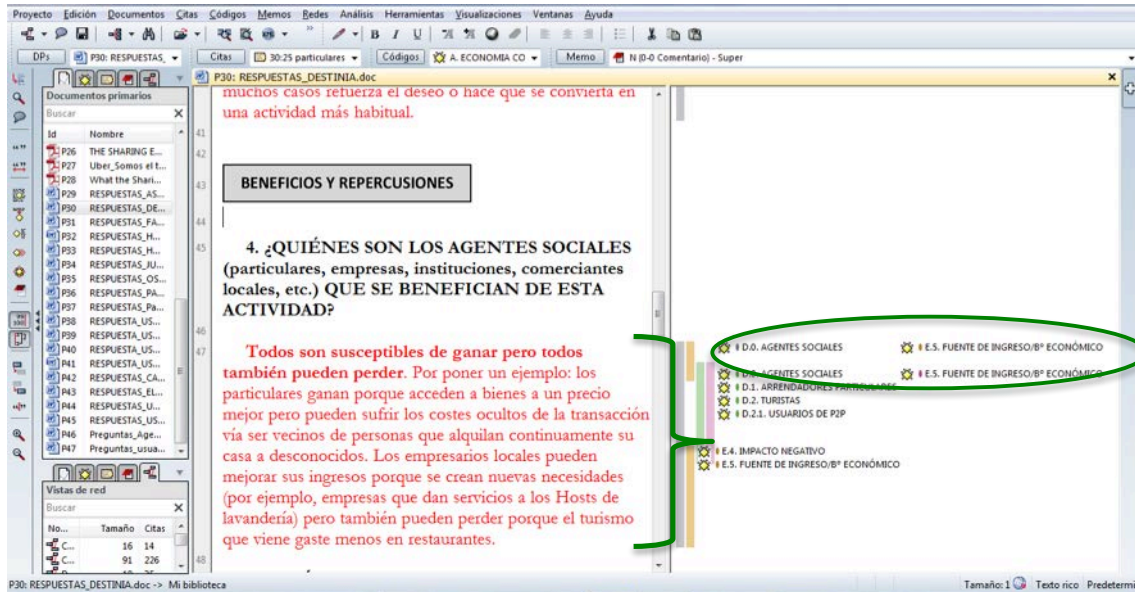 Proyecto Edición Documentos Citas Códigos Memos Redes Análisis Herramientas Visualizaciones Ventanas Ayuda
B I U
DPs P30: RESPUESTAS_ Citas 30:25 particulares Códigos A. ECONOMIA CO Memo N (0-0 Comentario) - Super
P30: RESPUESTAS_DESTINIA.doc
Documentos primarios
Buscar
Id Nombre
P26 THE SHARING E...
P27 Uber_Somos el t...
P28 What the Shari...
P29 RESPUESTAS_AS...
P30 RESPUESTAS_DE...
P31 RESPUESTAS_FA...
P32 RESPUESTAS_H...
P33 RESPUESTAS_H...
P34 RESPUESTAS_JU...
P35 RESPUESTAS_OS...
P36 RESPUESTAS_PA...
P37 RESPUESTAS_Pa...
P38 RESPUESTA_US...
P39 RESPUESTA_US...
P40 RESPUESTA_US...
P41 RESPUESTA_US...
P42 RESPUESTAS_CA...
P43 RESPUESTAS_EL...
P44 RESPUESTAS_U...
P45 RESPUESTAS_US...
P46 Preguntas_Age...
P47 Preguntas_usua...
Vistas de red
Buscar
No... Tamaño Citas
C... 16 14
C... 91 226
muchos casos refuerza el deseo o hace que se convierta en
una actividad más habitual.
41
42
43
BENEFICIOS Y REPERCUSIONES
44
45
4. ¿QUIÉNES SON LOS AGENTES SOCIALES
(particulares, empresas, instituciones, comerciantes
locales, etc.) QUE SE BENEFICIAN DE ESTA
ACTIVIDAD?
46
47
Todos son susceptibles de ganar pero todos
también pueden perder. Por poner un ejemplo: los
particulares ganan porque acceden a bienes a un precio
mejor pero pueden sufrir los costes ocultos de la transacción
vía ser vecinos de personas que alquilan continuamente su
casa a desconocidos. Los empresarios locales pueden
mejorar sus ingresos porque se crean nuevas necesidades
(por ejemplo, empresas que dan servicios a los Hosts de
lavandería) pero también pueden perder porque el turismo
que viene gaste menos en restaurantes.
48
D.0. AGENTES SOCIALES E.5. FUENTE DE INGRESO/Bº ECONÓMICO
D.0. AGENTES SOCIALES E.5. FUENTE DE INGRESO/Bº ECONÓMICO
D.1. ARRENDADORES PARTICULARES
D.2. TURISTAS
D.2.1. USUARIOS DE P2P
E.4. IMPACTO NEGATIVO
E.5. FUENTE DE INGRESO/Bº ECONÓMICO
P30: RESPUESTAS_DESTINIA.doc -> Mi biblioteca
Tamaño: 1 Texto rico Predetermi